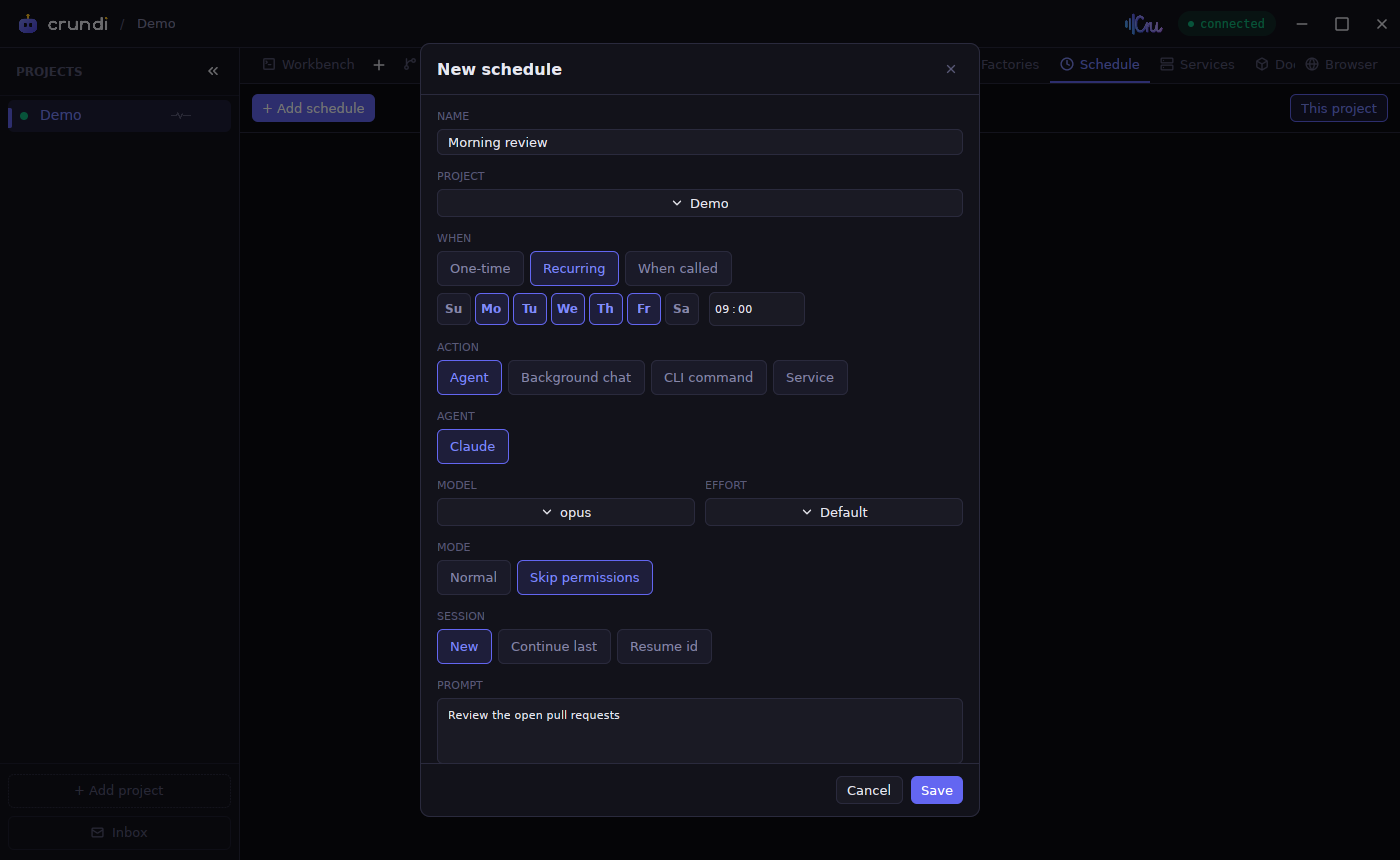 crundi / Demo
Cru
connected
PROJECTS
Workbench
Factories
Schedule
Services
Doc
Browser
Demo
+ Add schedule
This project
New schedule
NAME
Morning review
PROJECT
Demo
WHEN
One-time Recurring When called
Su Mo Tu We Th Fr Sa 09:00
ACTION
Agent Background chat CLI command Service
AGENT
Claude
MODEL EFFORT
opus Default
MODE
Normal Skip permissions
SESSION
New Continue last Resume id
PROMPT
Review the open pull requests
Cancel Save
+ Add project
Inbox